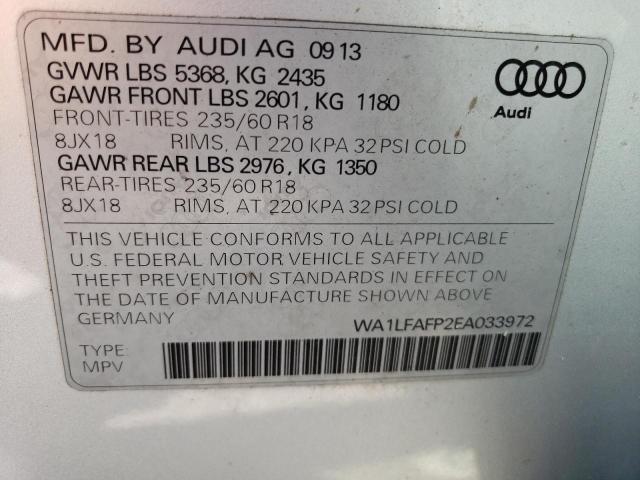 MFD. BY AUDI AG 09 13
GVWR LBS 5368, KG 2435
GAWR FRONT LBS 2601, KG 1180
FRONT-TIRES 235/60 R18
8JX18 RIMS, AT 220 KPA 32 PSI COLD
GAWR REAR LBS 2976, KG 1350
REAR-TIRES 235/60 R18
8JX18 RIMS, AT 220 KPA 32 PSI COLD
Audi
THIS VEHICLE CONFORMS TO ALL APPLICABLE
U.S. FEDERAL MOTOR VEHICLE SAFETY AND
THEFT PREVENTION STANDARDS IN EFFECT ON
THE DATE OF MANUFACTURE SHOWN ABOVE
GERMANY
WA1LFAFP2EA033972
TYPE:
MPV